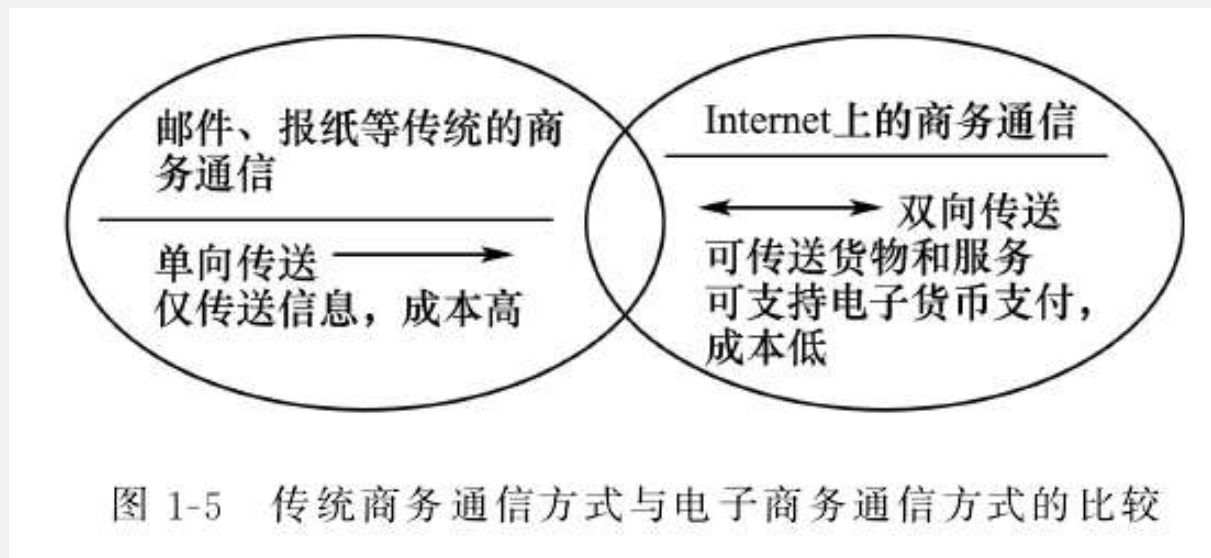 邮件、报纸等传统的商
务通信
单向传送
仅传送信息，成本高
Internet上的商务通信
双向传送
可传送货物和服务
可支持电子货币支付，
成本低
图 1-5 传统商务通信方式与电子商务通信方式的比较